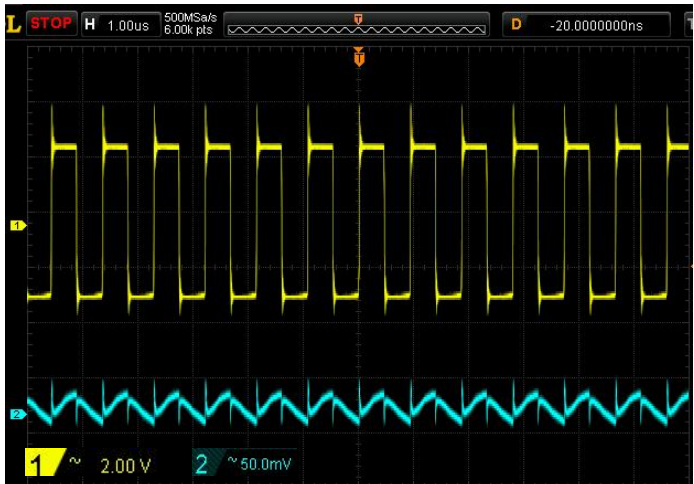 L STOP H 1.00us 500MSa/s 6.00k pts T D -20.0000000ns T
T
1
2
1 ~ 2.00 V 2 ~ 50.0mV